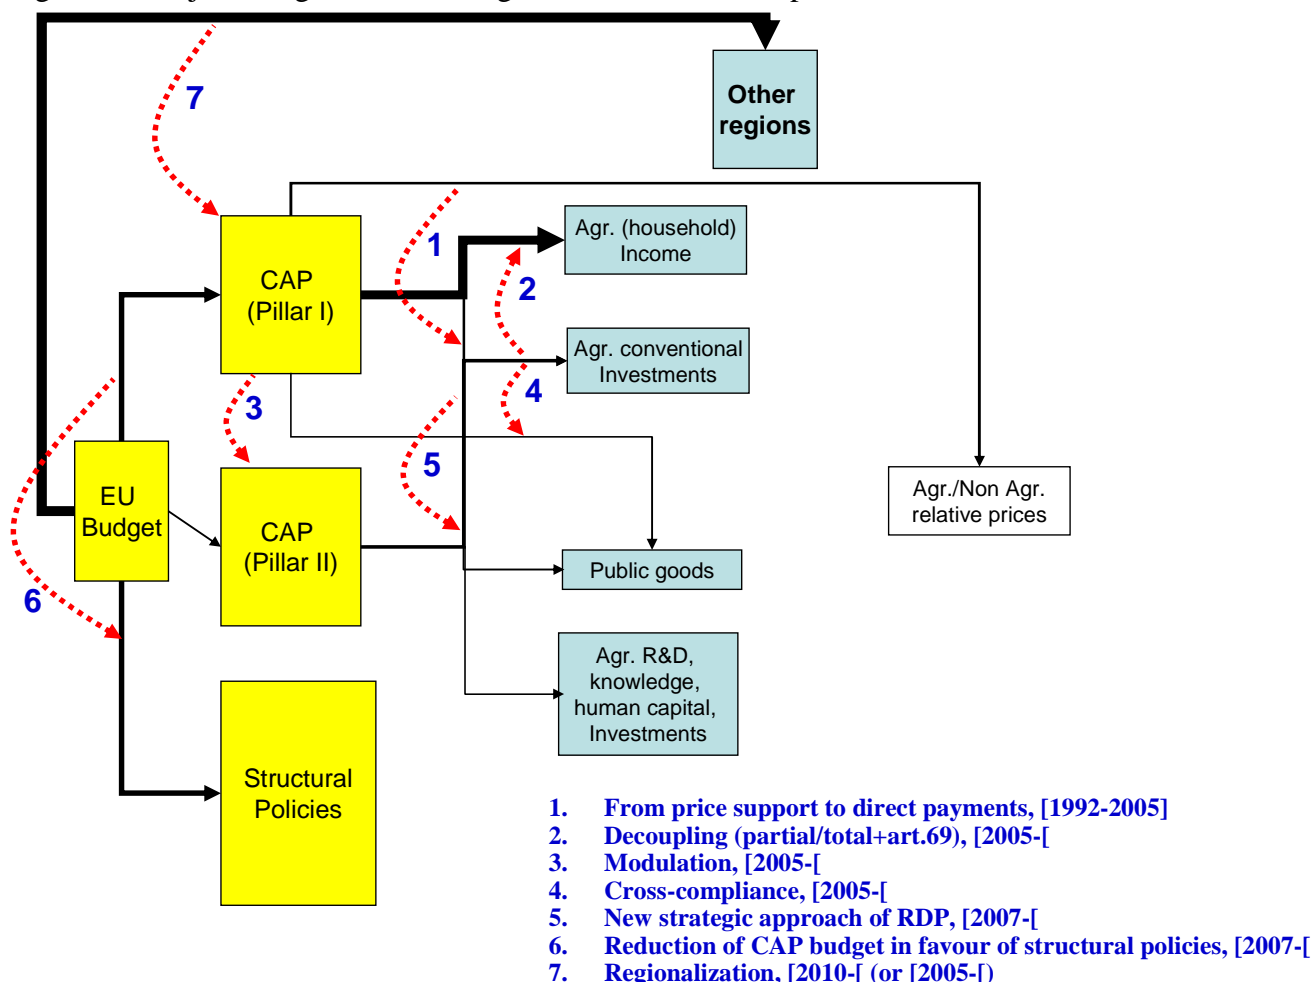 Other
regions
7
1
Agr. (household)
Income
CAP
(Pillar I)
2
Agr. conventional
Investments
3
4
5
EU
Budget
CAP
(Pillar II)
Agr./Non Agr.
relative prices
Public goods
6
Agr. R&D,
knowledge,
human capital,
Investments
Structural
Policies
1. From price support to direct payments, [1992-2005]
2. Decoupling (partial/total+art.69), [2005-[
3. Modulation, [2005-[
4. Cross-compliance, [2005-[
5. New strategic approach of RDP, [2007-[
6. Reduction of CAP budget in favour of structural policies, [2007-[
7. Regionalization, [2010-[ (or [2005-[)